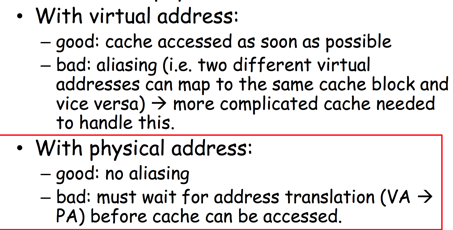 • With virtual address:
– good: cache accessed as soon as possible
– bad: aliasing (i.e. two different virtual
addresses can map to the same cache block and
vice versa) → more complicated cache needed
to handle this.
• With physical address:
– good: no aliasing
– bad: must wait for address translation (VA →
PA) before cache can be accessed.